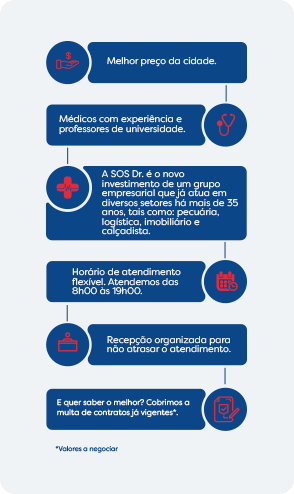 Melhor preço da cidade.
Médicos com experiência e
professores de universidade.
A SOS Dr. é o novo
investimento de um grupo
empresarial que já atua em
diversos setores há mais de 35
anos, tais como: pecuária,
logística, imobiliário e
calçadista.
Horário de atendimento
flexível. Atendemos das
8h00 às 19h00.
Recepção organizada para
não atrasar o atendimento.
E quer saber o melhor? Cobrimos a
multa de contratos já vigentes*.
*Valores a negociar